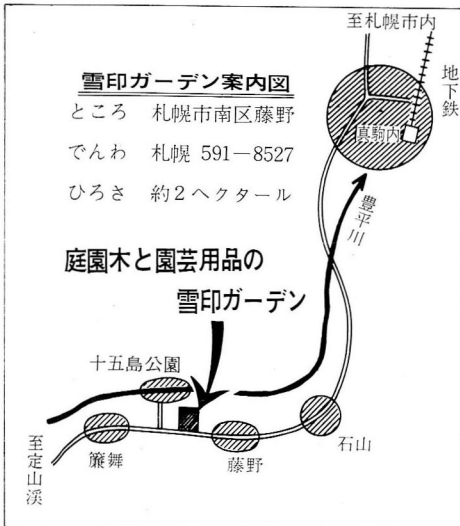 至札幌市内
地下鉄
雪印ガーデン案内図
ところ 札幌市南区藤野
でんわ 札幌 591—8527
ひろさ 約2ヘクタール
真駒内
豊平川
庭園木と園芸用品の
雪印ガーデン
十五島公園
石山
藤野
簾舞
至定山渓